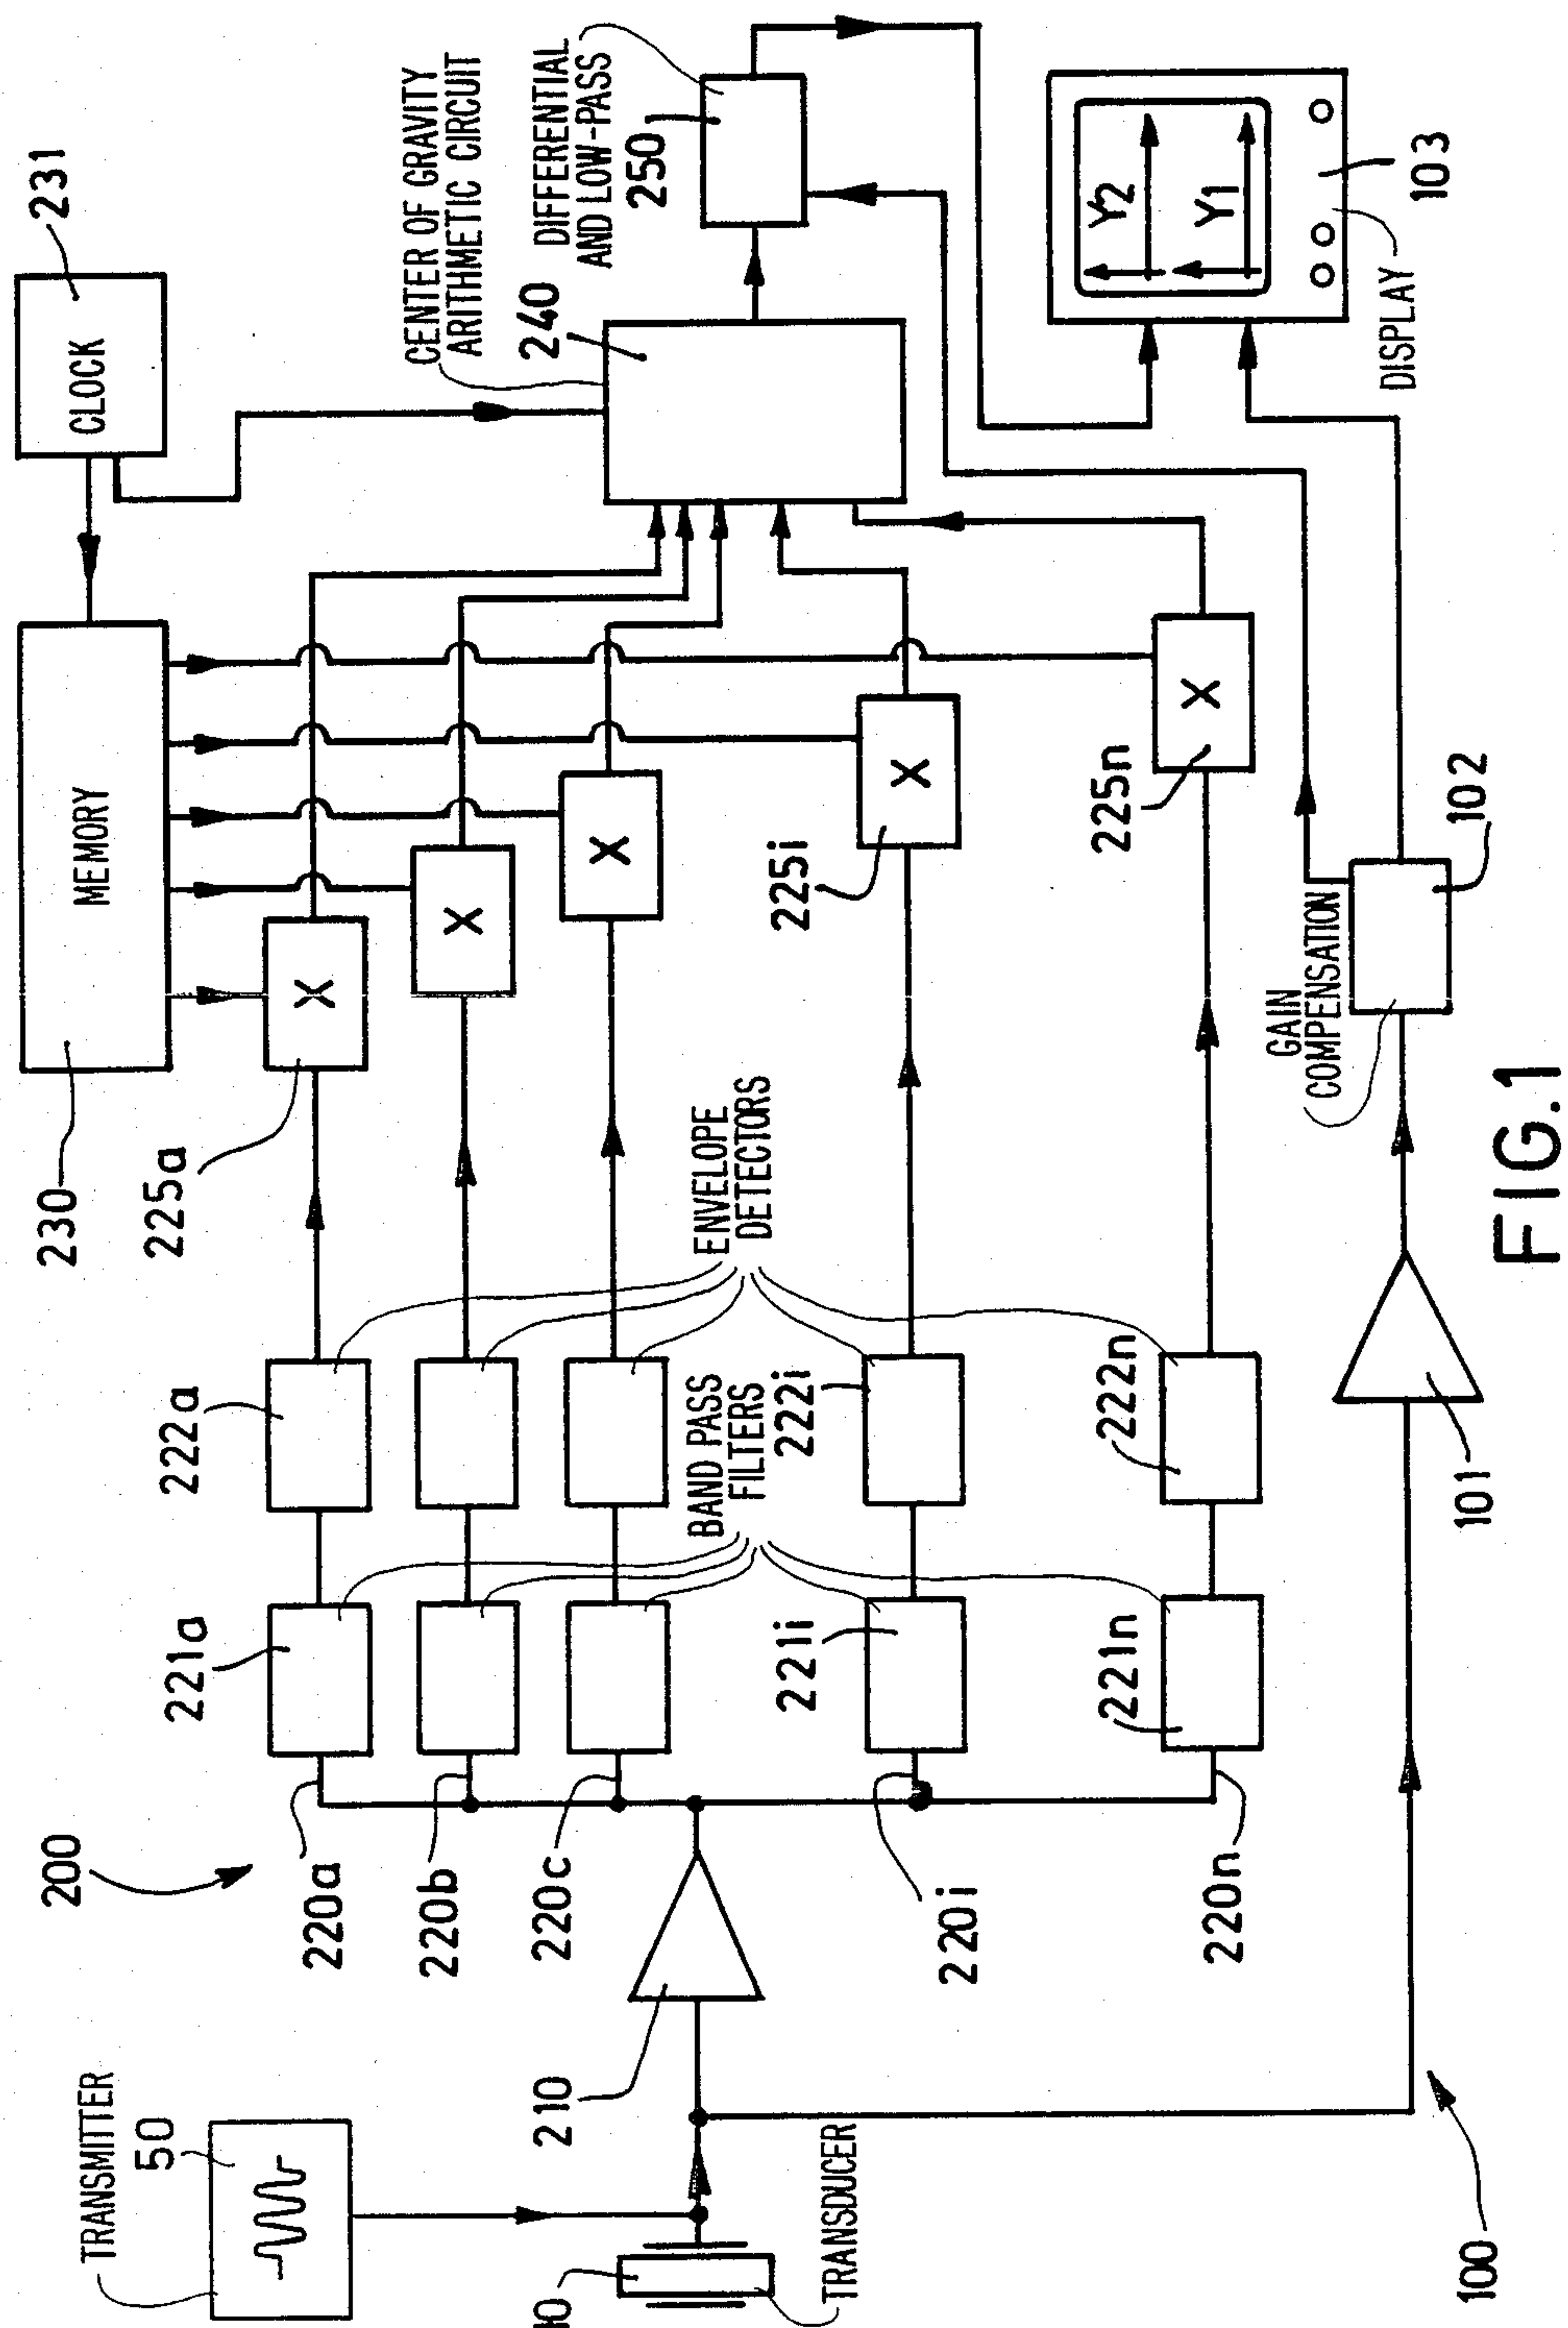 TRANSMITTER
50
TRANSDUCER
210
100
200
220a
220b
220c
220i
220n
221a
222a
BAND PASS
FILTERS
221i
222i
221n
222n
ENVELOPE
DETECTORS
101
230
MEMORY
225a
X
X
X
225i
X
225n
X
GAIN
COMPENSATION
102
CLOCK
231
CENTER OF GRAVITY
ARITHMETIC CIRCUIT
240
DIFFERENTIAL
AND LOW-PASS
250
Y2
Y1
DISPLAY
103
FIG.1